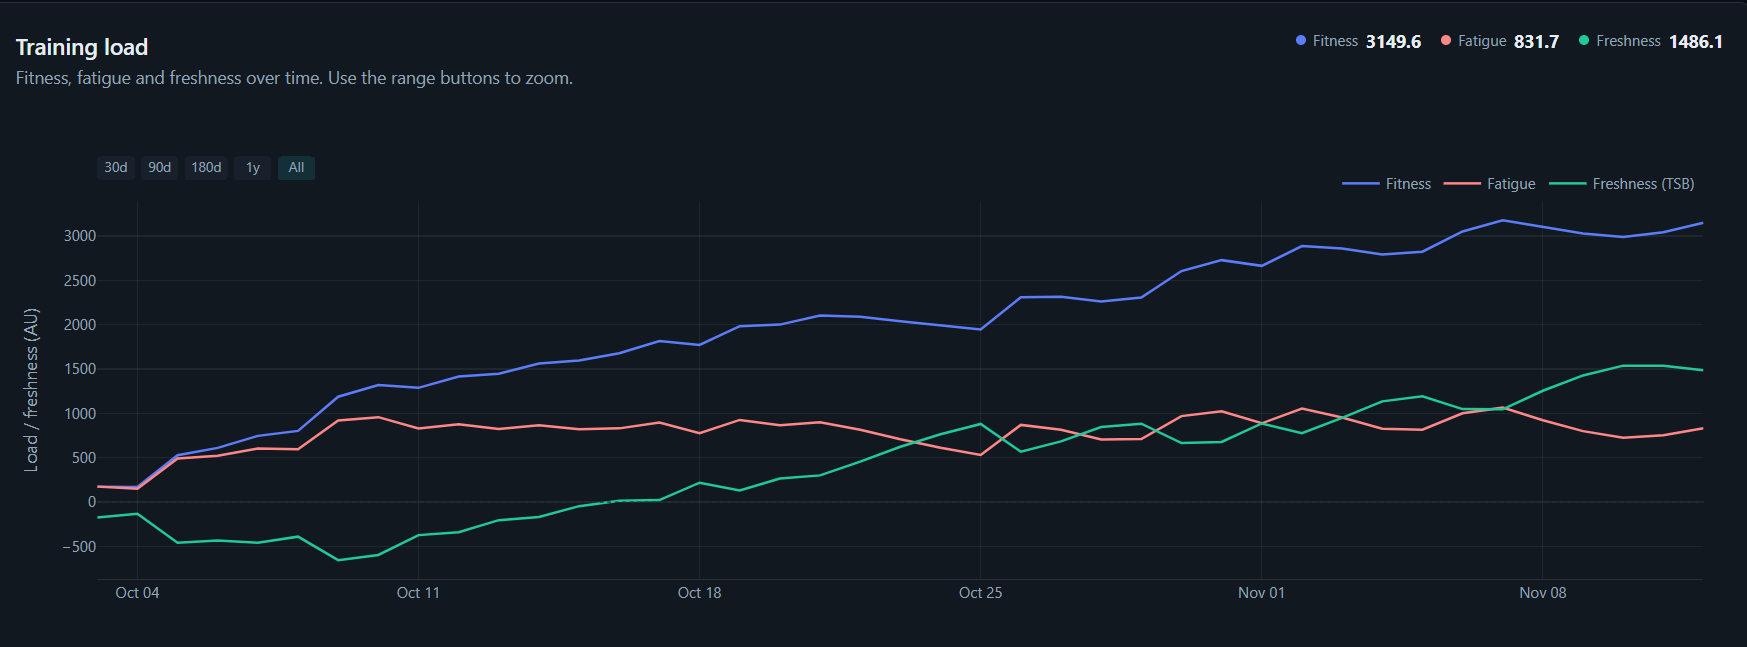 Training load
Fitness 3149.6 Fatigue 831.7 Freshness 1486.1
Fitness, fatigue and freshness over time. Use the range buttons to zoom.
30d 90d 180d 1y All
Fitness Fatigue Freshness (TSB)
Load / freshness (AU)
3000
2500
2000
1500
1000
500
0
−500
Oct 04 Oct 11 Oct 18 Oct 25 Nov 01 Nov 08